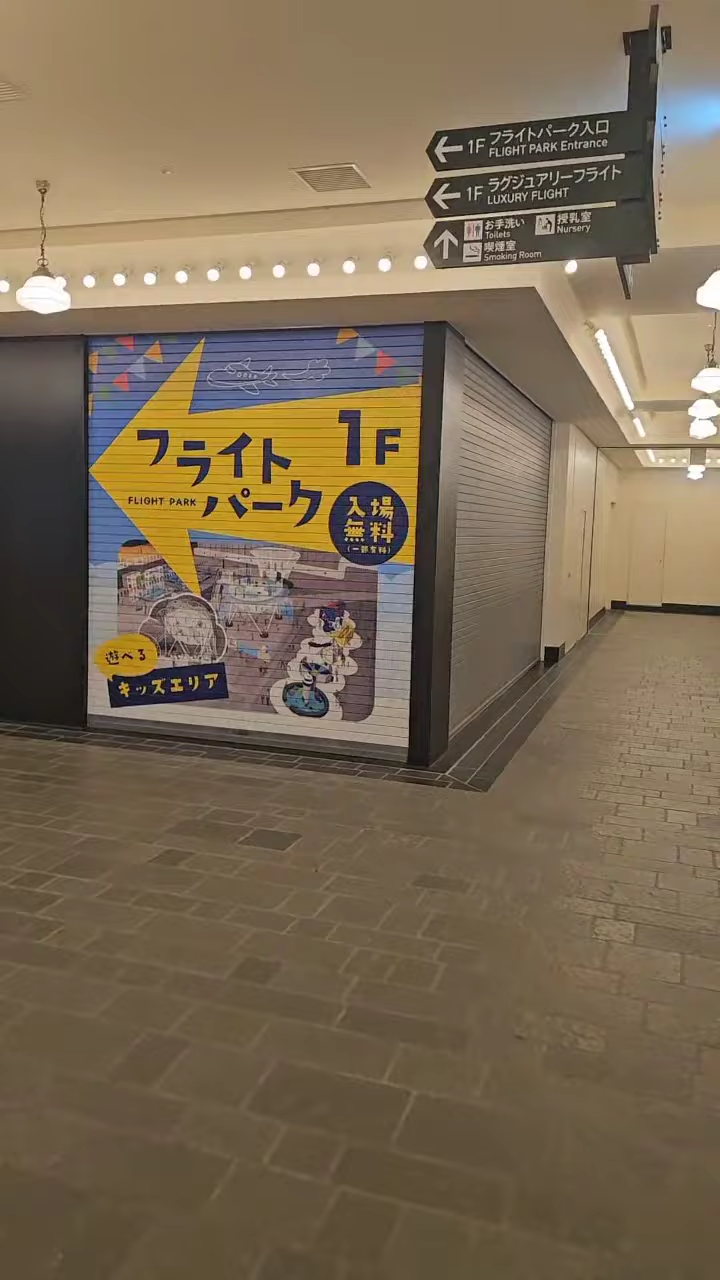 1F フライトパーク入口
FLIGHT PARK Entrance
1F ラグジュアリーフライト
LUXURY FLIGHT
お手洗い
Toilets
授乳室
Nursery
喫煙室
Smoking Room
フライト
パーク
FLIGHT PARK
1F
入場
無料
(一部有料)
遊べる
キッズエリア